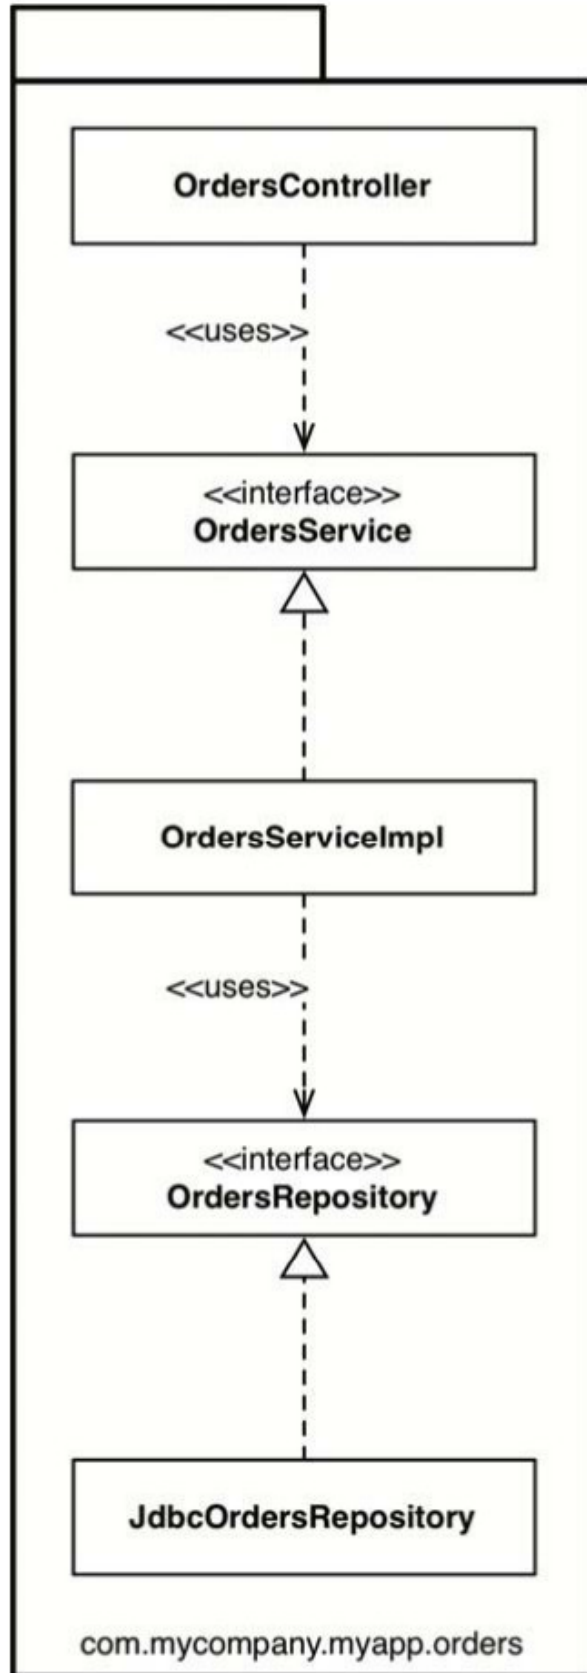 OrdersController
<<uses>>
<<interface>>
OrdersService
OrdersServiceImpl
<<uses>>
<<interface>>
OrdersRepository
JdbcOrdersRepository
com.mycompany.myapp.orders